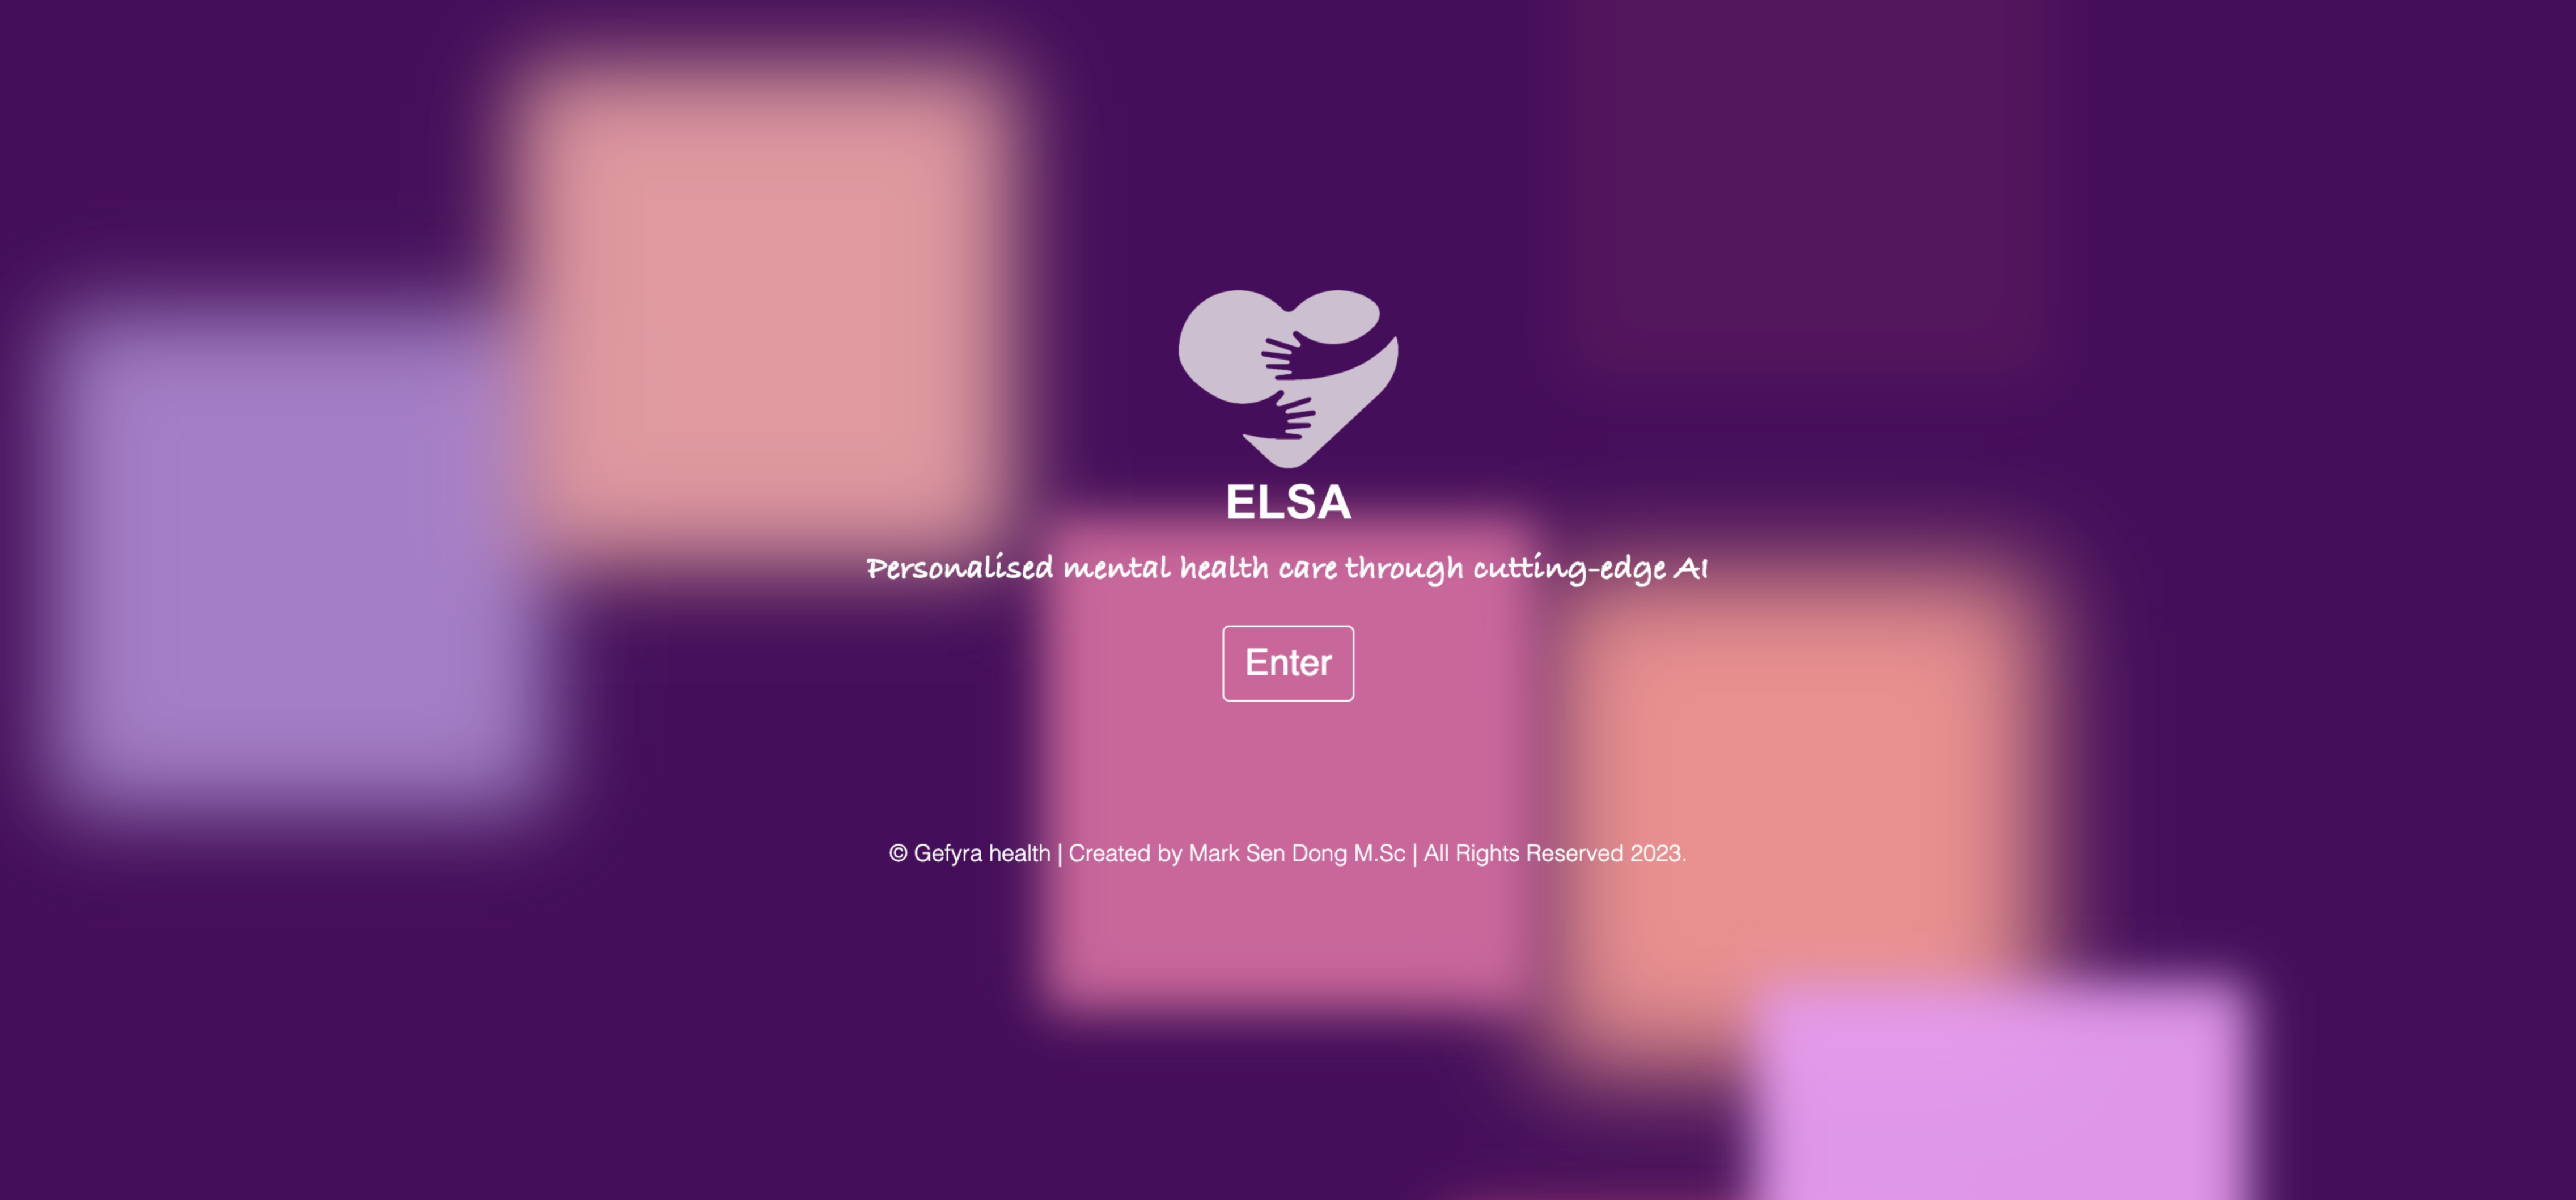 ELSA
Personalised mental health care through cutting-edge AI
Enter
© Gefyra health | Created by Mark Sen Dong M.Sc | All Rights Reserved 2023.